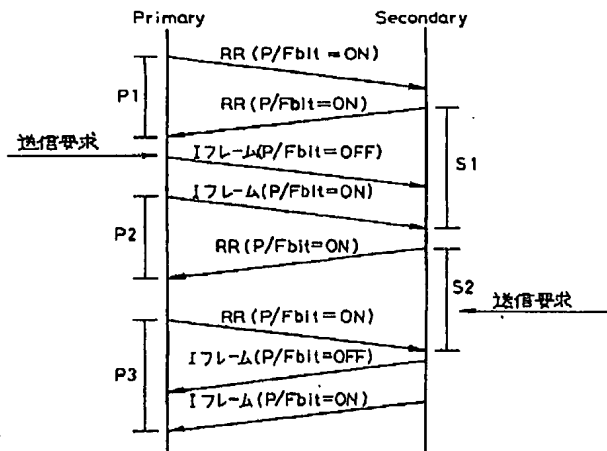 Primary Secondary
RR (P/Fbit=ON)
P1
RR (P/Fbit=ON)
送信要求
Iフレーム(P/Fbit=OFF)
S1
Iフレーム(P/Fbit=ON)
P2
RR (P/Fbit=ON)
S2
送信要求
RR (P/Fbit=ON)
Iフレーム(P/Fbit=OFF)
P3
Iフレーム(P/Fbit=ON)